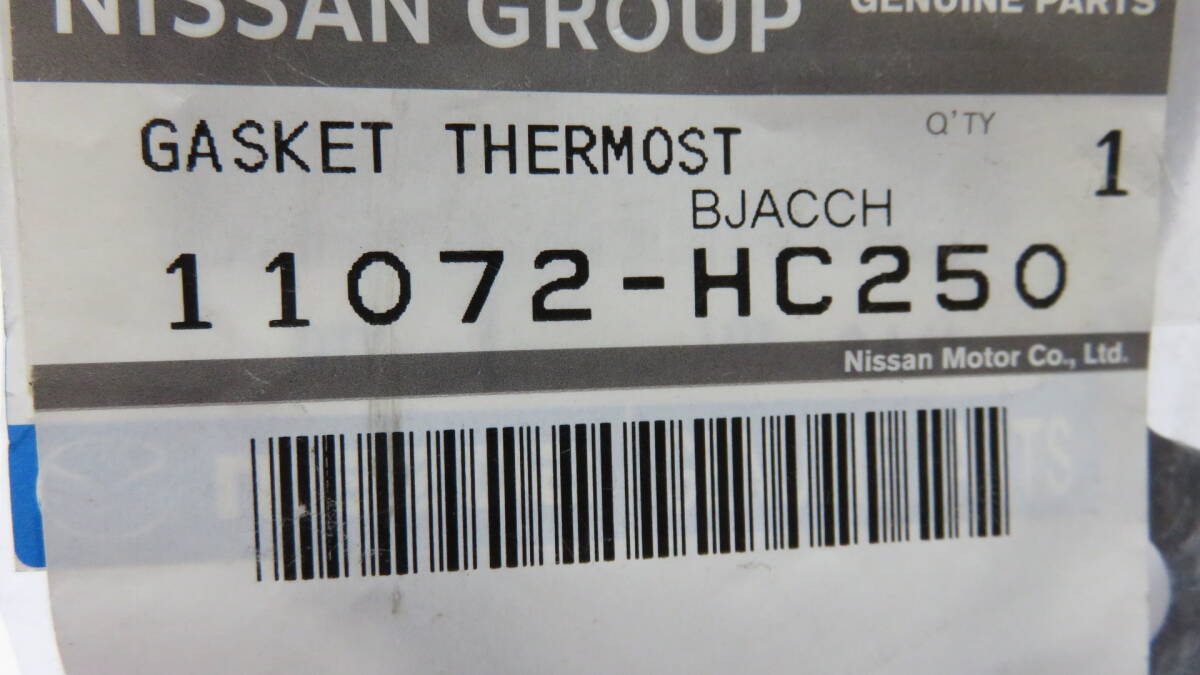 NISSAN GROUP
GENUINE PARTS
GASKET THERMOST
Q'TY
1
BJACCH
11072-HC250
Nissan Motor Co., Ltd.